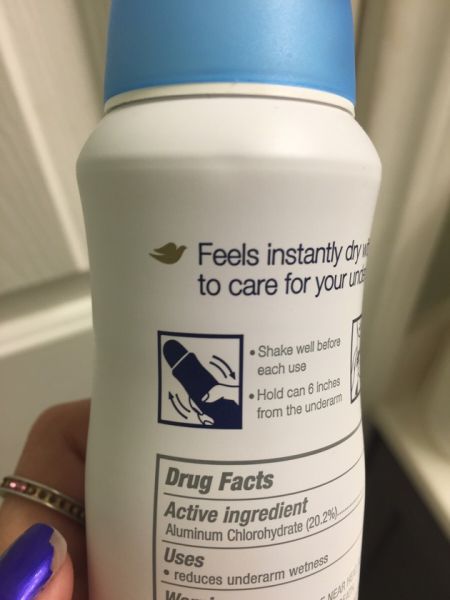 Feels instantly dry
to care for your
• Shake well before
each use
• Hold can 6 inches
from the underarm
Drug Facts
Active ingredient
Aluminum Chlorohydrate (20.2%)
Uses
• reduces underarm wetness
NEAR